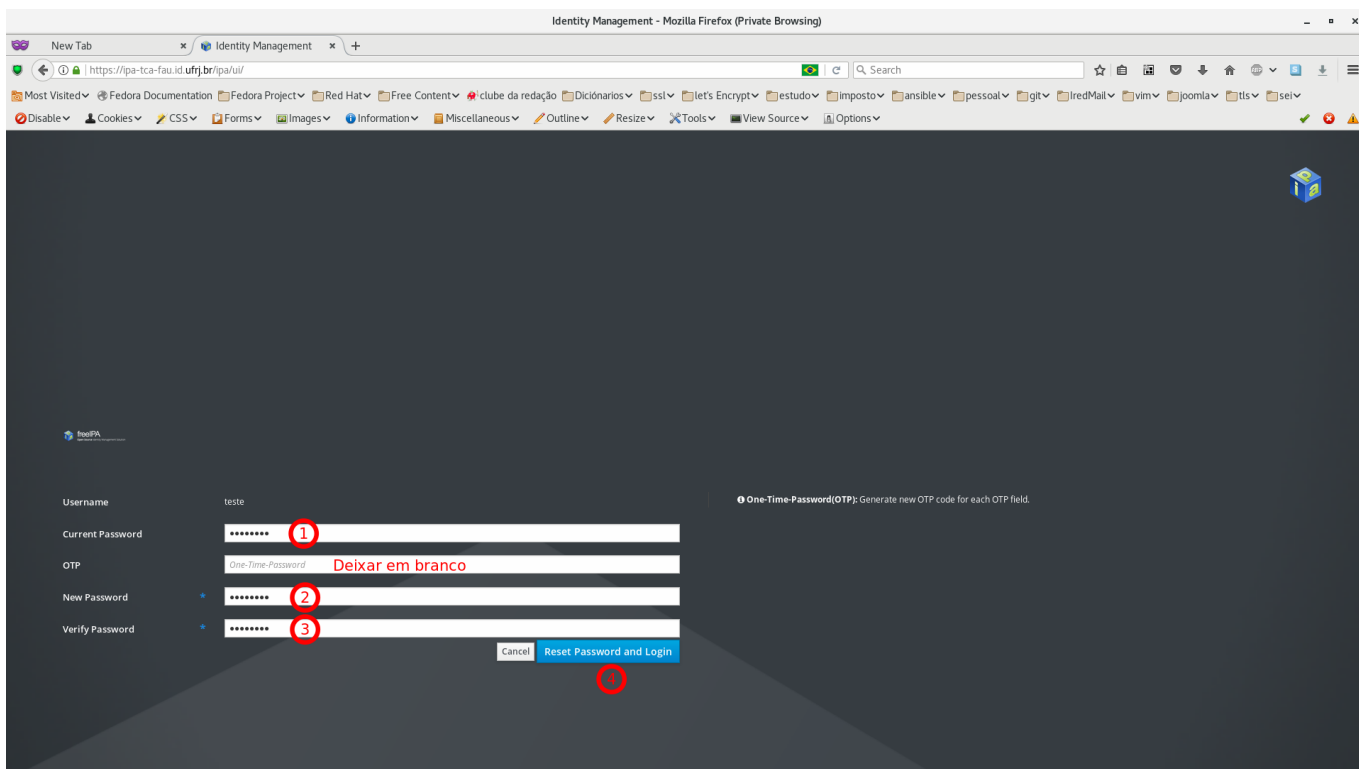 Identity Management - Mozilla Firefox (Private Browsing)
New Tab Identity Management
https://ipa-tca-fau.id.ufrj.br/ipa/ui/ Search
Most Visited Fedora Documentation Fedora Project Red Hat Free Content clube da redação Diciónarios ssl let's Encrypt estudo imposto ansible pessoal git IredMail vim joomla tls sei
Disable Cookies CSS Forms Images Information Miscellaneous Outline Resize Tools View Source Options
freeIPA
Username teste One-Time-Password(OTP): Generate new OTP code for each OTP field.
Current Password 1
OTP One-Time-Password Deixar em branco
New Password * 2
Verify Password * 3
Cancel Reset Password and Login
4